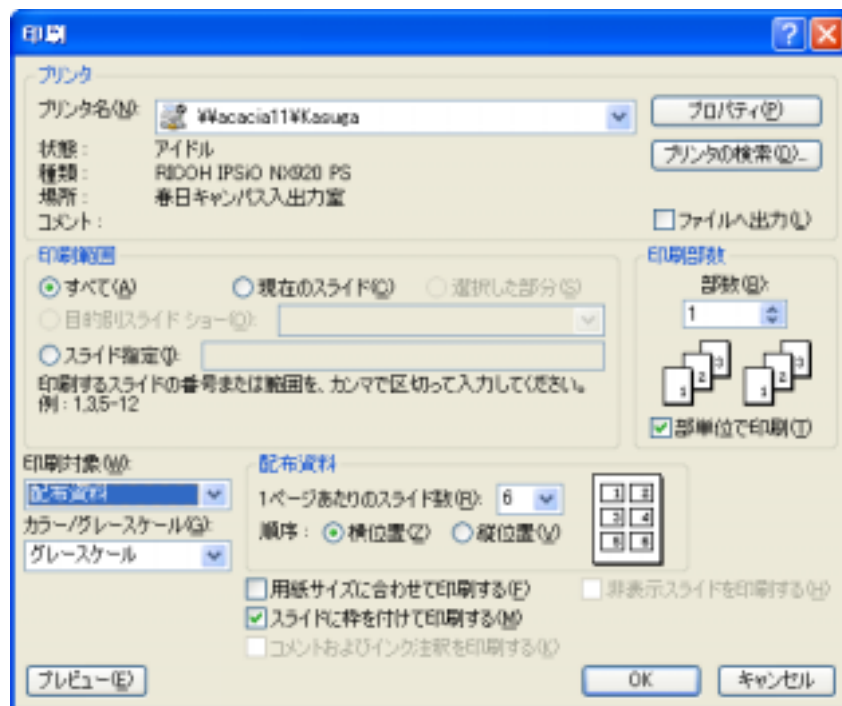 印刷
プリンタ
プリンタ名(N): ¥¥acacia11¥Kasuga プロパティ(P)
状態: アイドル プリンタの検索(D)...
種類: RICOH IPSiO NX920 PS
場所: 春日キャンパス入出力室
コメント: ファイルへ出力(L)
印刷範囲 印刷部数
すべて(A) 現在のスライド(C) 選択した部分(S) 部数(B):
目的別スライド ショー(O): 1
スライド指定(I):
印刷するスライドの番号または範囲を、カンマで区切って入力してください。
例: 1,3,5-12
1 2 3 1 2 3
部単位で印刷(T)
印刷対象(W): 配布資料
配布資料 1ページあたりのスライド数(R): 6
カラー/グレースケール(G): 順序: 横位置(Z) 縦位置(V)
グレースケール
1 2
3 4
5 6
用紙サイズに合わせて印刷する(F) 非表示スライドを印刷する(H)
スライドに枠を付けて印刷する(M)
コメントおよびインク注釈を印刷する(K)
プレビュー(E) OK キャンセル